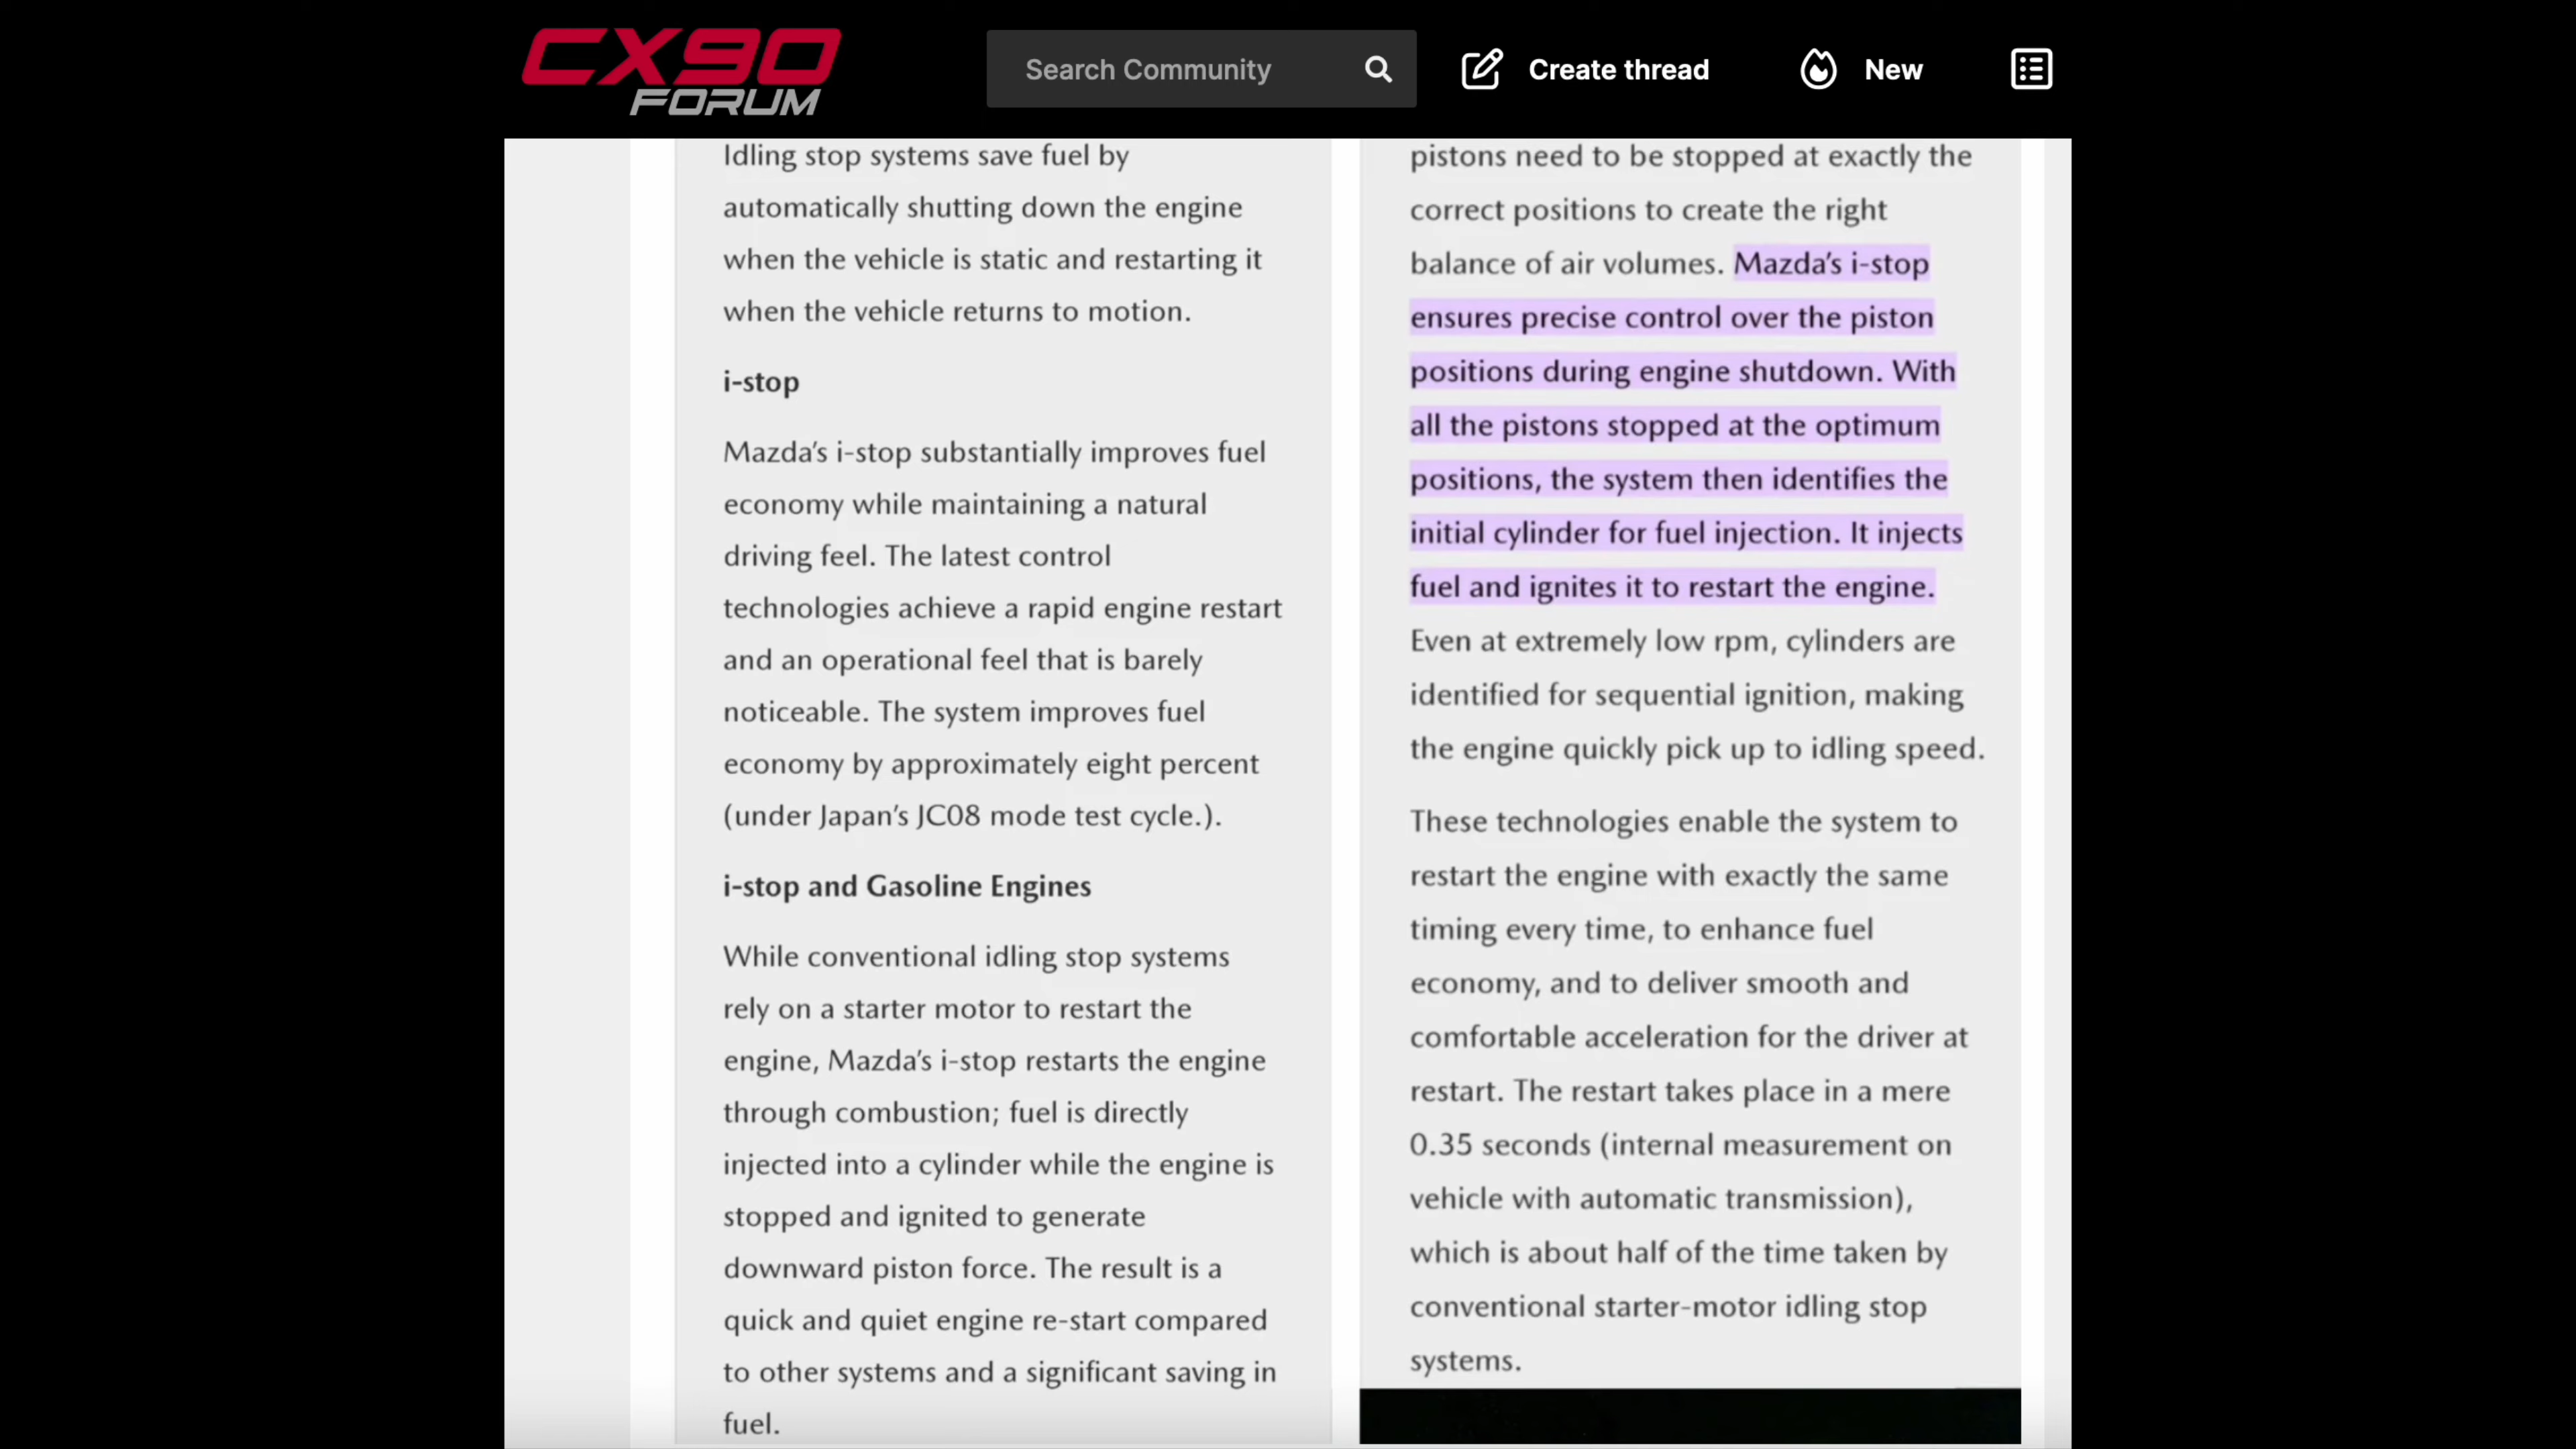 CX90
FORUM
Search Community
Create thread
New
Idling stop systems save fuel by
automatically shutting down the engine
when the vehicle is static and restarting it
when the vehicle returns to motion.
i-stop
Mazda's i-stop substantially improves fuel
economy while maintaining a natural
driving feel. The latest control
technologies achieve a rapid engine restart
and an operational feel that is barely
noticeable. The system improves fuel
economy by approximately eight percent
(under Japan's JC08 mode test cycle.).
i-stop and Gasoline Engines
While conventional idling stop systems
rely on a starter motor to restart the
engine, Mazda's i-stop restarts the engine
through combustion; fuel is directly
injected into a cylinder while the engine is
stopped and ignited to generate
downward piston force. The result is a
quick and quiet engine re-start compared
to other systems and a significant saving in
fuel.
pistons need to be stopped at exactly the
correct positions to create the right
balance of air volumes. Mazda's i-stop
ensures precise control over the piston
positions during engine shutdown. With
all the pistons stopped at the optimum
positions, the system then identifies the
initial cylinder for fuel injection. It injects
fuel and ignites it to restart the engine.
Even at extremely low rpm, cylinders are
identified for sequential ignition, making
the engine quickly pick up to idling speed.
These technologies enable the system to
restart the engine with exactly the same
timing every time, to enhance fuel
economy, and to deliver smooth and
comfortable acceleration for the driver at
restart. The restart takes place in a mere
0.35 seconds (internal measurement on
vehicle with automatic transmission),
which is about half of the time taken by
conventional starter-motor idling stop
systems.